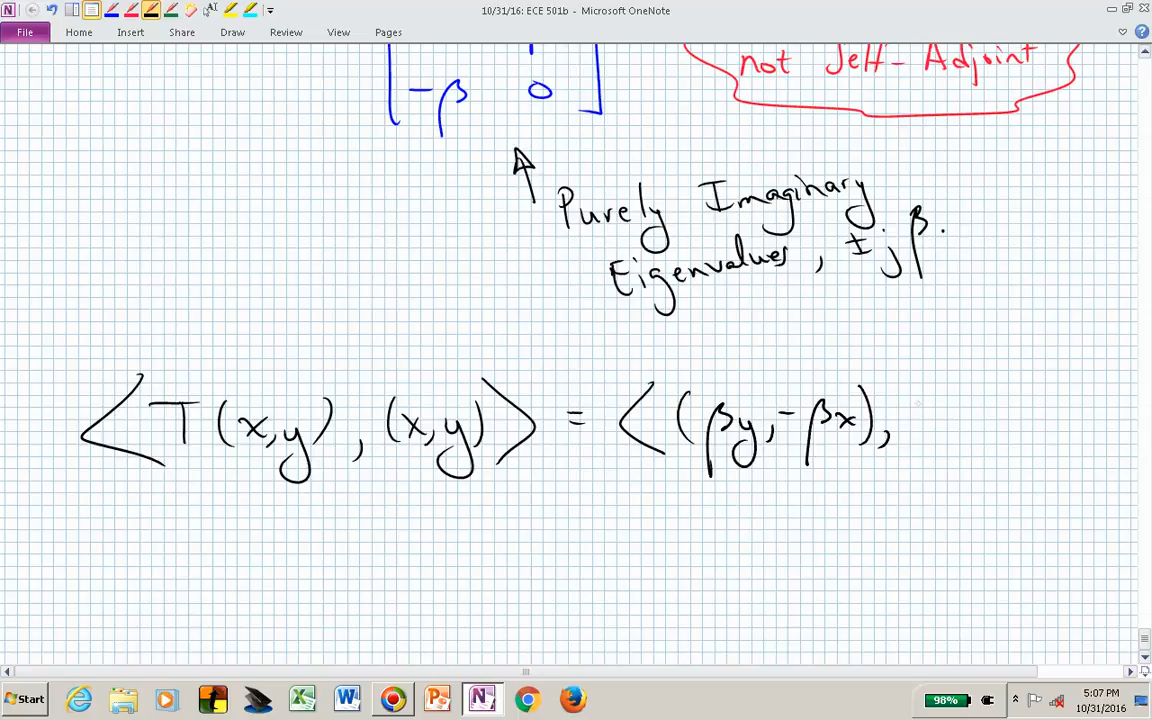 10/31/16: ECE 501b - Microsoft OneNote
File Home Insert Share Draw Review View Pages
not Self-Adjoint
-β 0
Purely Imaginary
Eigenvalues, ±jβ.
<T(x,y), (x,y)> = <(βy,-βx),
Start
98%
5:07 PM
10/31/2016